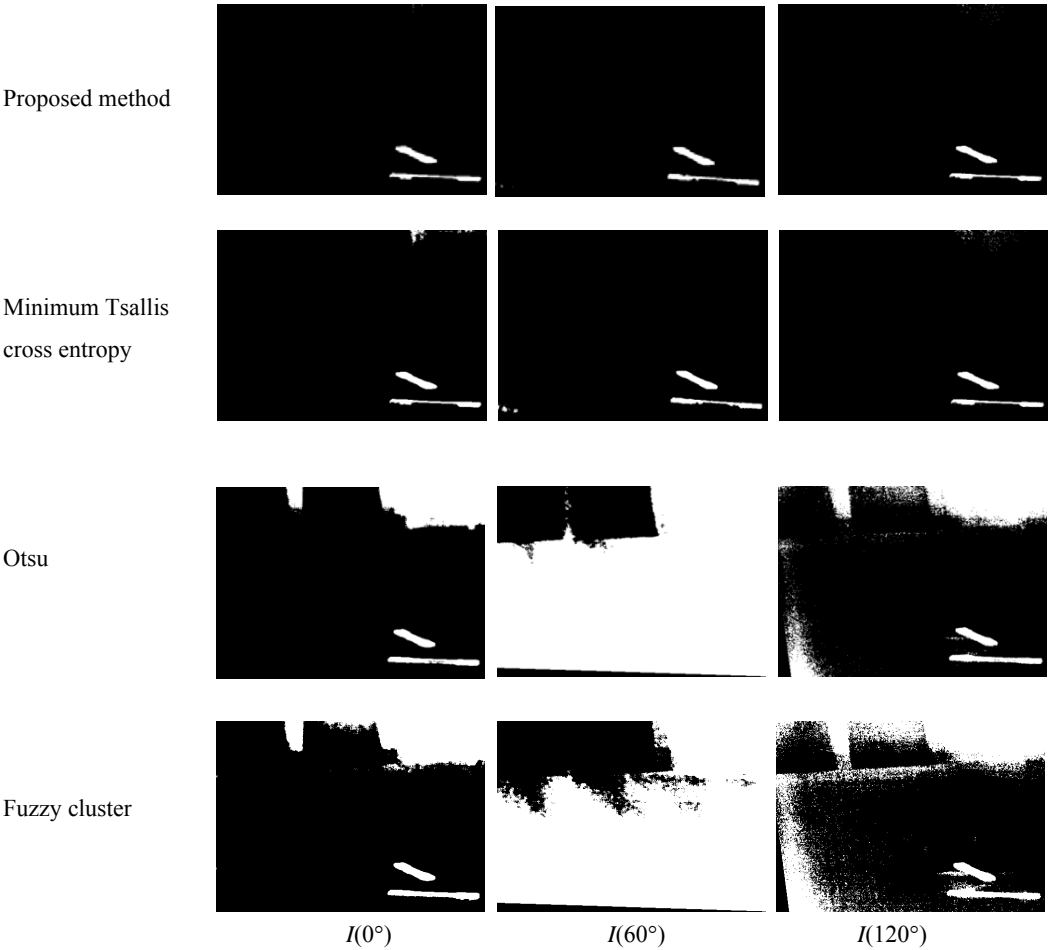 Proposed method
Minimum Tsallis
cross entropy
Otsu
Fuzzy cluster
I(0°)
I(60°)
I(120°)